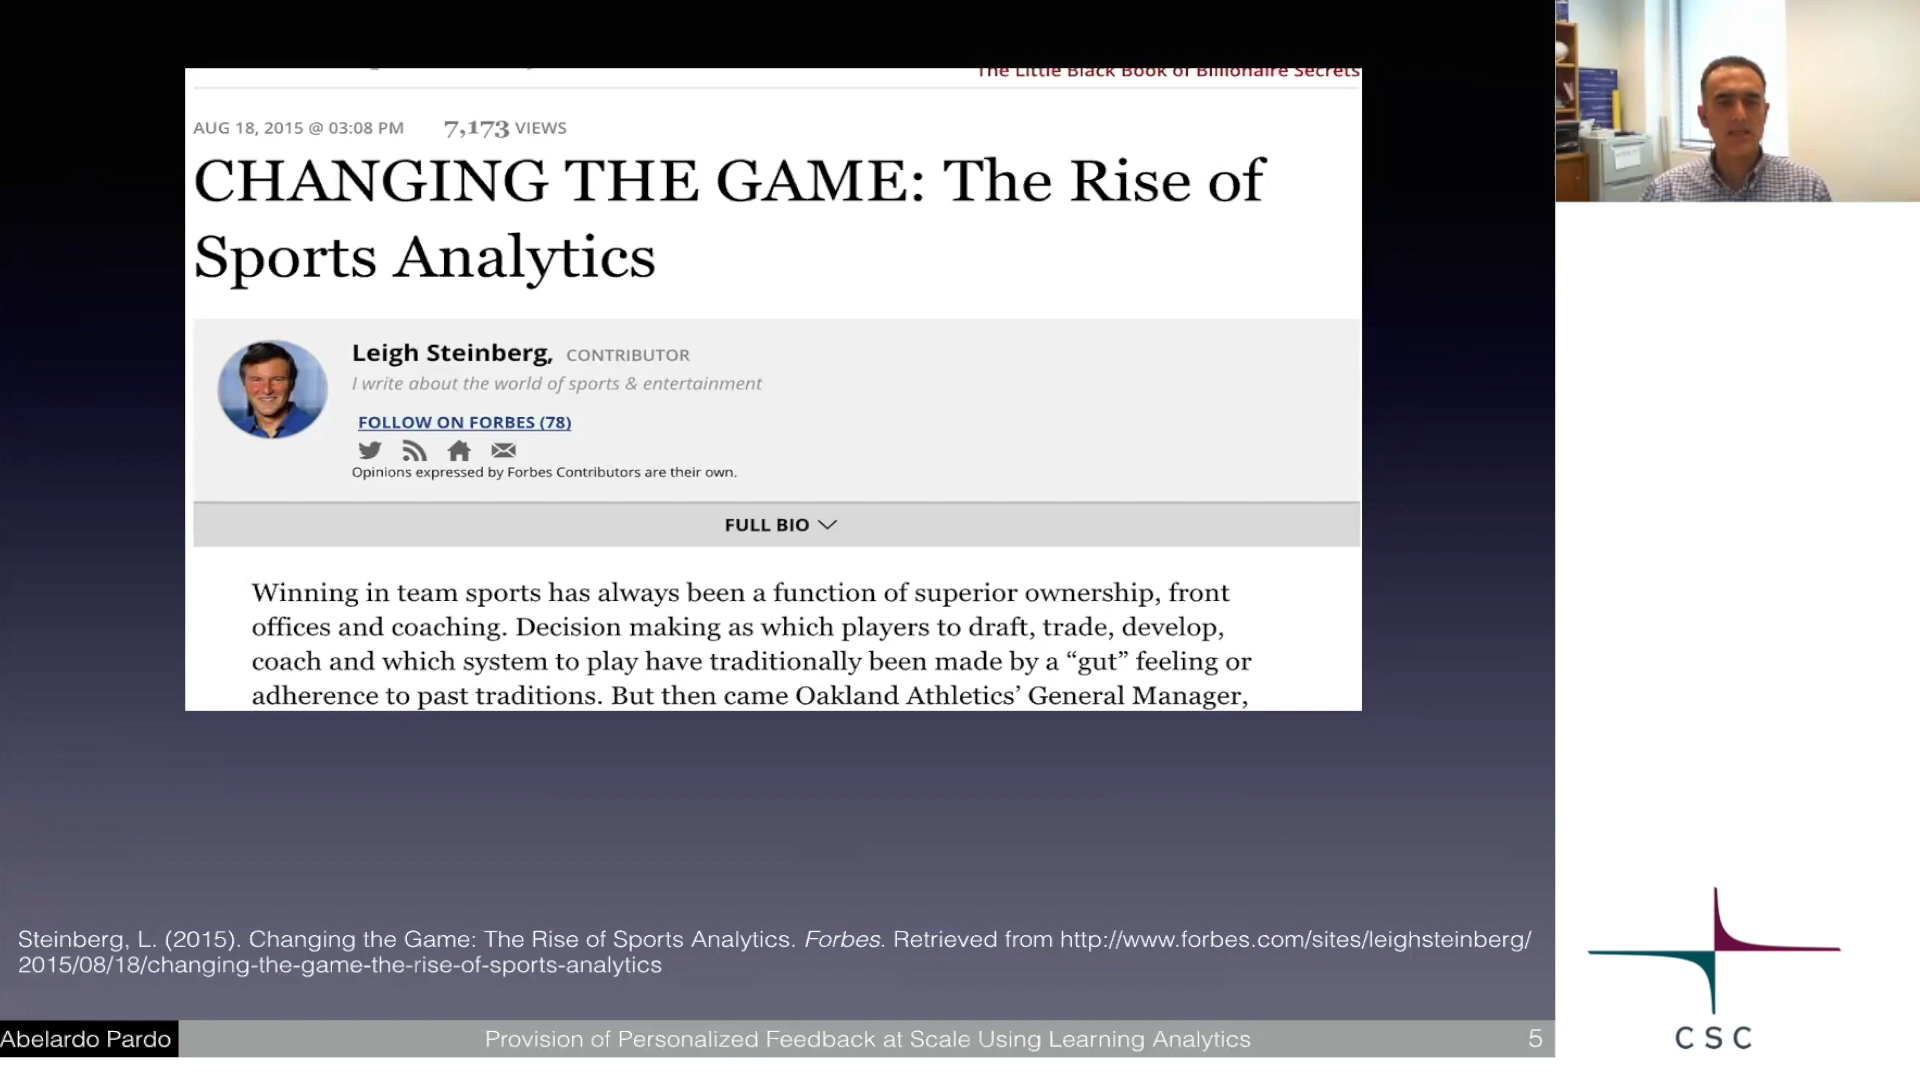 The Little Black Book of Billionaire Secrets
AUG 18, 2015 @ 03:08 PM 7,173 VIEWS
CHANGING THE GAME: The Rise of
Sports Analytics
Leigh Steinberg, CONTRIBUTOR
I write about the world of sports & entertainment
FOLLOW ON FORBES (78)
Opinions expressed by Forbes Contributors are their own.
FULL BIO
Winning in team sports has always been a function of superior ownership, front
offices and coaching. Decision making as which players to draft, trade, develop,
coach and which system to play have traditionally been made by a “gut” feeling or
adherence to past traditions. But then came Oakland Athletics’ General Manager,
Steinberg, L. (2015). Changing the Game: The Rise of Sports Analytics. Forbes. Retrieved from http://www.forbes.com/sites/leighsteinberg/
2015/08/18/changing-the-game-the-rise-of-sports-analytics
Abelardo Pardo Provision of Personalized Feedback at Scale Using Learning Analytics 5
CSC